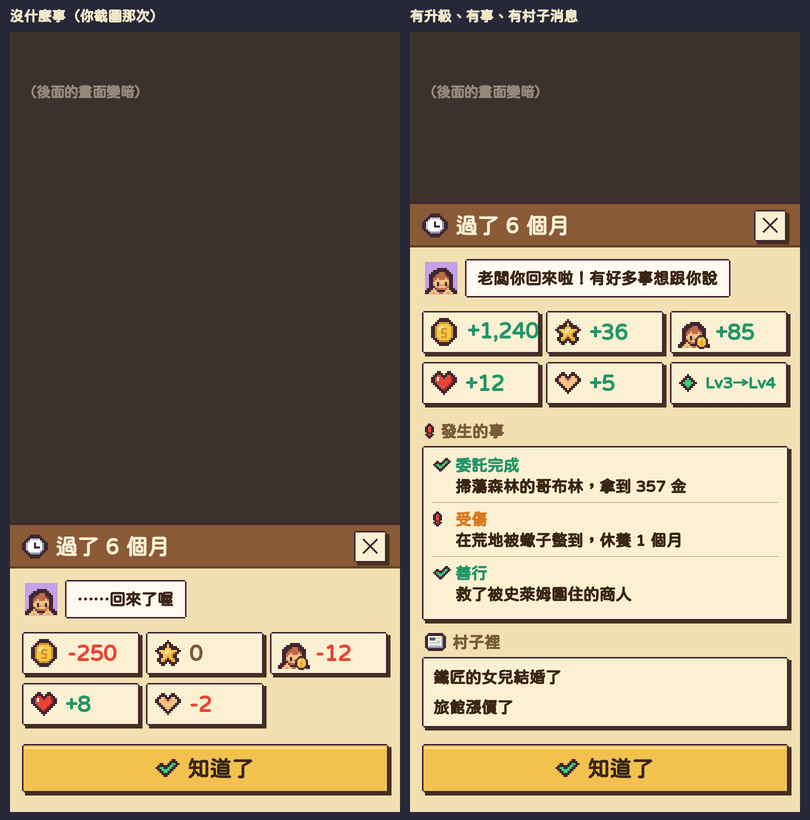 沒什麼事（你截圖那次）
（後面的畫面變暗）
過了 6 個月
……回來了喔
-250
0
-12
+8
-2
知道了
有升級、有事、有村子消息
（後面的畫面變暗）
過了 6 個月
老闆你回來啦！有好多事想跟你說
+1,240
+36
+85
+12
+5
Lv3→Lv4
發生的事
委託完成
掃蕩森林的哥布林，拿到 357 金
受傷
在荒地被蠍子螫到，休養 1 個月
善行
救了被史萊姆圍住的商人
村子裡
鐵匠的女兒結婚了
旅館漲價了
知道了